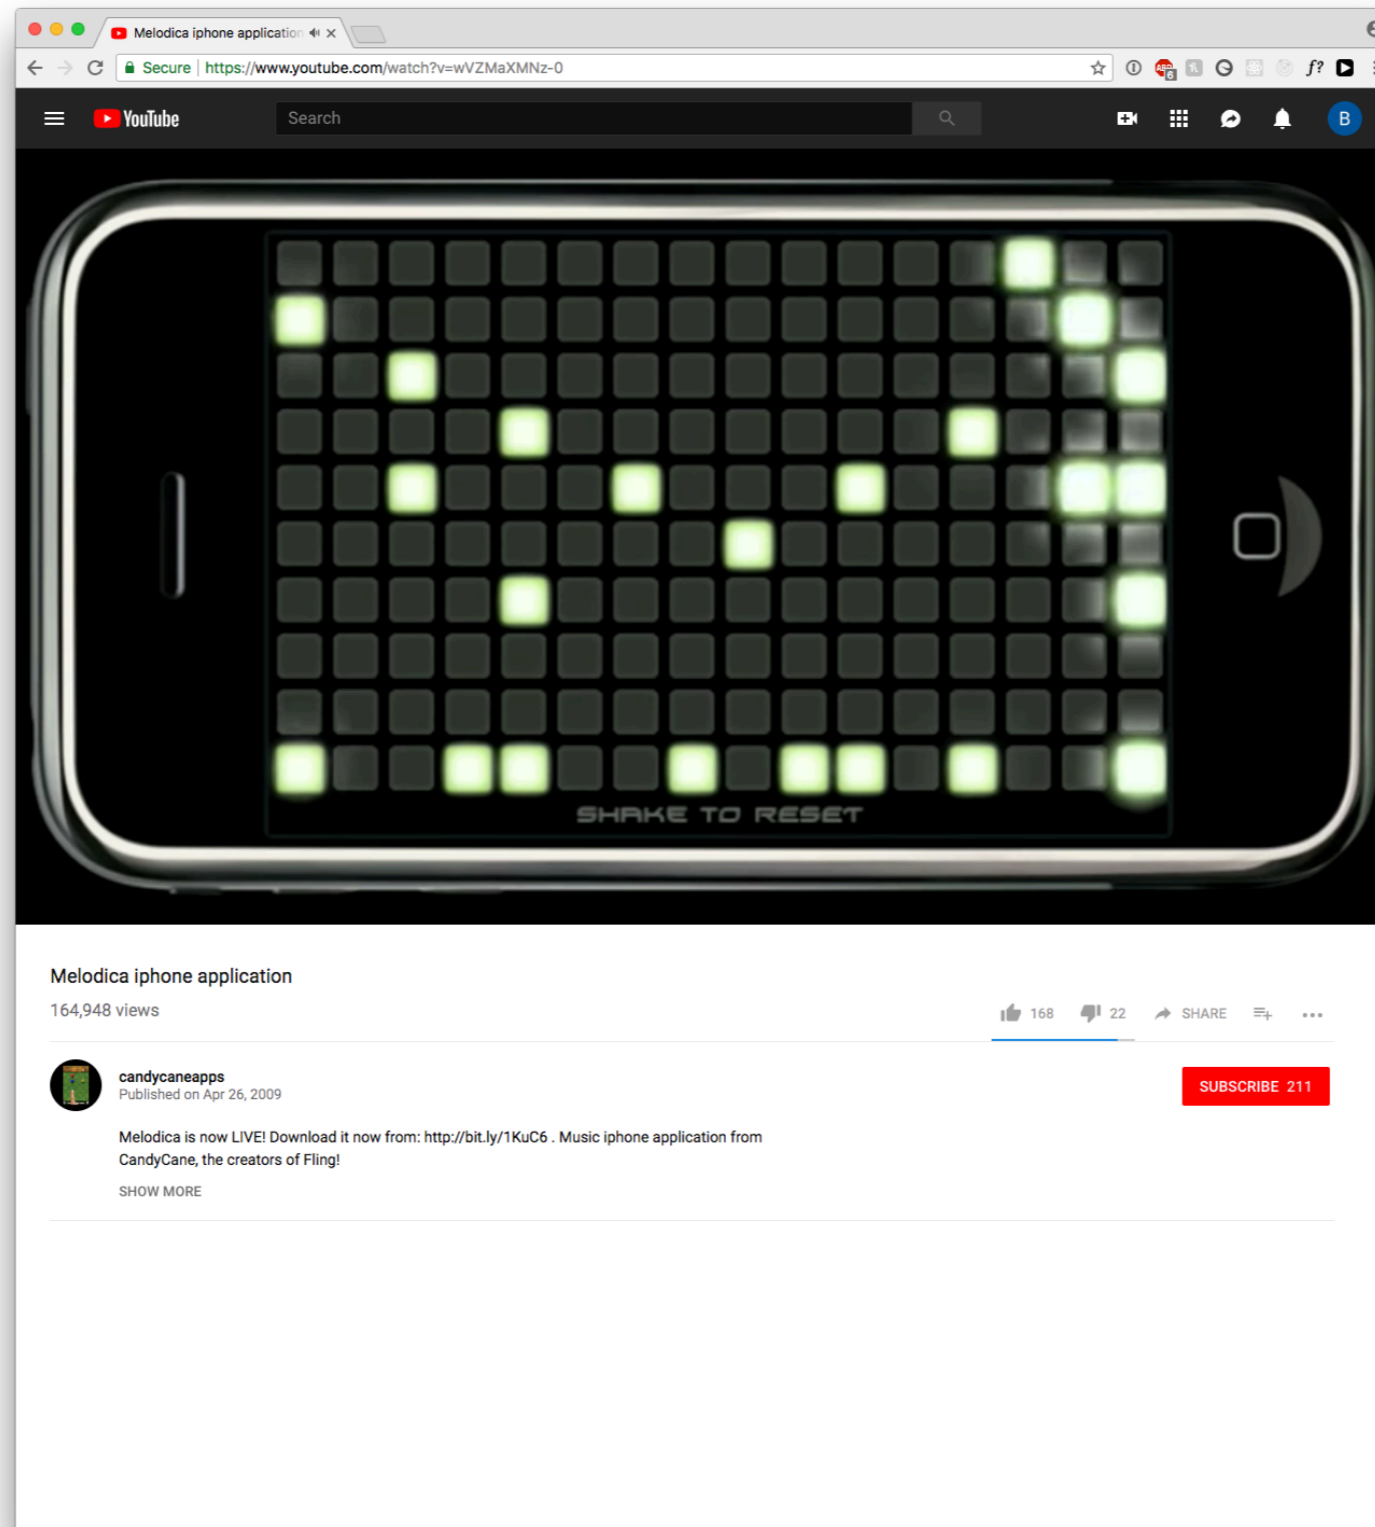 Melodica iphone application
Secure | https://www.youtube.com/watch?v=wVZMaXMNz-0
ABP
6
f?
YouTube
Search
B
SHAKE TO RESET
Melodica iphone application
164,948 views
168
22
SHARE
candycaneapps
Published on Apr 26, 2009
SUBSCRIBE 211
Melodica is now LIVE! Download it now from: http://bit.ly/1KuC6 . Music iphone application from
CandyCane, the creators of Fling!
SHOW MORE